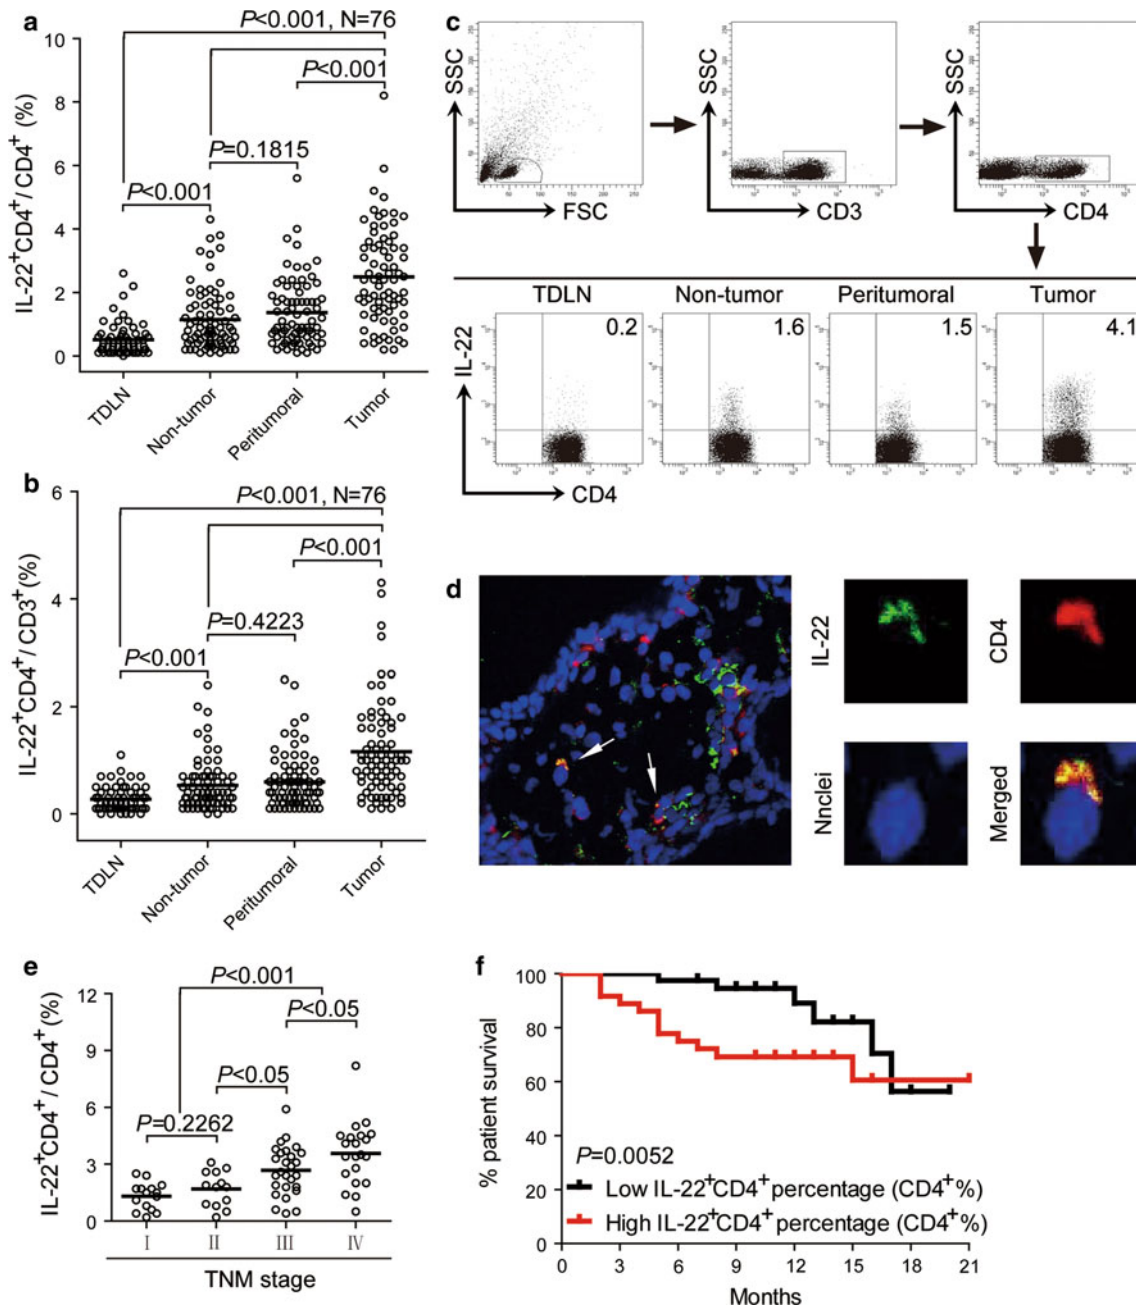 a
P<0.001, N=76
P<0.001
P=0.1815
P<0.001
IL-22+CD4+/ CD4+ (%)
10
8
6
4
2
0
TDLN
Non-tumor
Peritumoral
Tumor
b
P<0.001, N=76
P<0.001
P=0.4223
P<0.001
IL-22+CD4+/ CD3+ (%)
6
4
2
0
TDLN
Non-tumor
Peritumoral
Tumor
c
SSC
FSC
SSC
CD3
SSC
CD4
TDLN
Non-tumor
Peritumoral
Tumor
0.2
1.6
1.5
4.1
IL-22
CD4
d
IL-22
CD4
Nnclei
Merged
e
P<0.001
P<0.05
P<0.05
P=0.2262
IL-22+CD4+/ CD4+ (%)
12
9
6
3
0
I
II
III
IV
TNM stage
f
% patient survival
100
80
60
40
20
0
P=0.0052
Low IL-22+CD4+ percentage (CD4+%)
High IL-22+CD4+ percentage (CD4+%)
0 3 6 9 12 15 18 21
Months